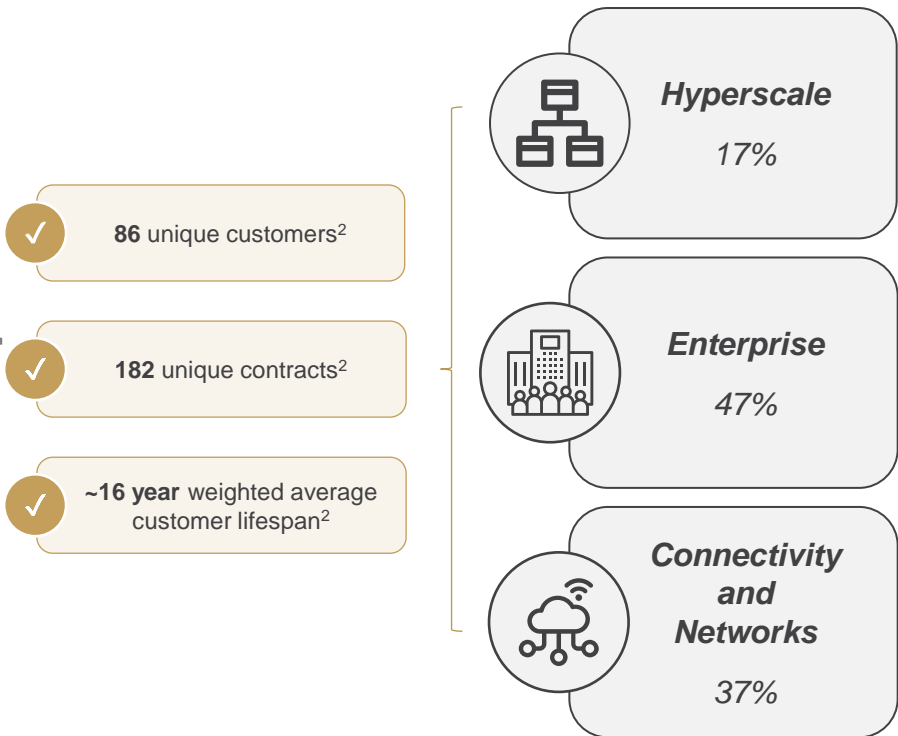 86 unique customers²
182 unique contracts²
~16 year weighted average
customer lifespan²
Hyperscale
17%
Enterprise
47%
Connectivity
and
Networks
37%